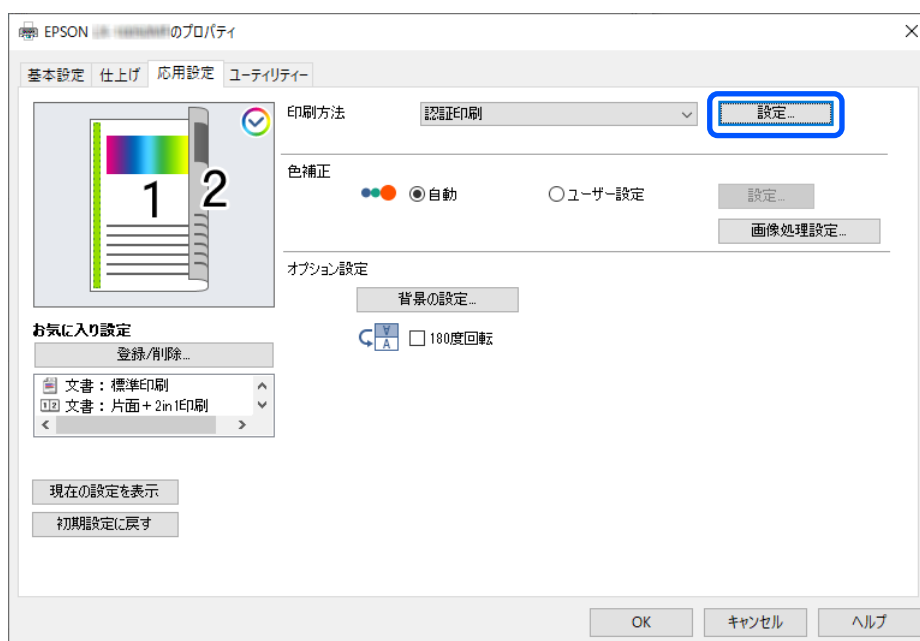 EPSON のプロパティ
基本設定 仕上げ 応用設定 ユーティリティー
印刷方法 認証印刷 設定...
色補正
自動 ユーザー設定 設定...
画像処理設定...
オプション設定
背景の設定...
A A 180度回転
1 2
お気に入り設定
登録/削除...
文書：標準印刷
1 2 文書：片面＋2in1印刷
現在の設定を表示
初期設定に戻す
OK キャンセル ヘルプ